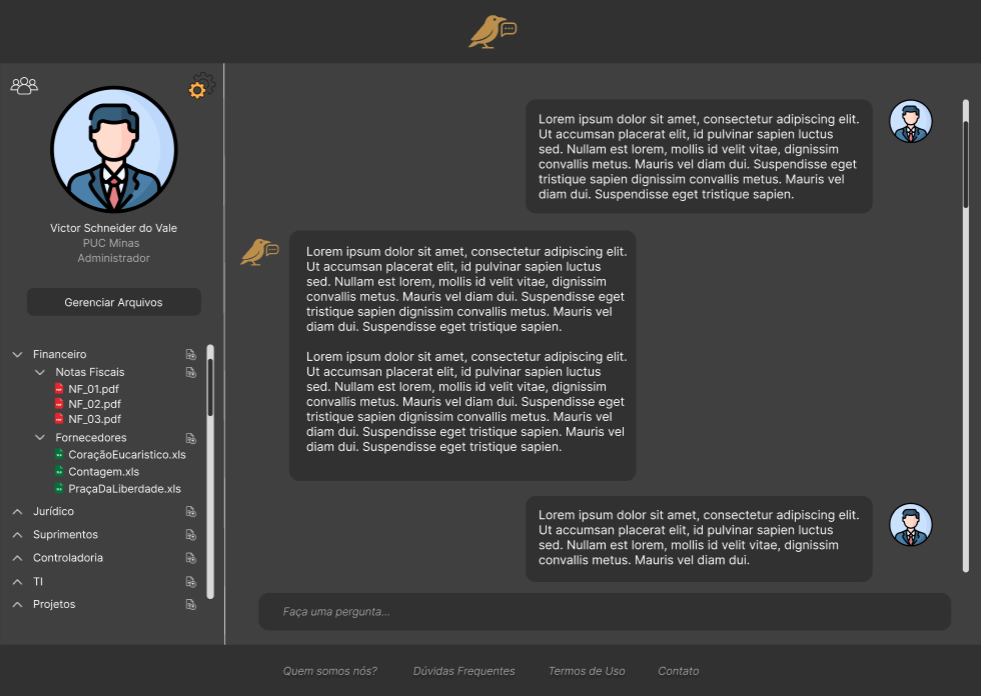 Victor Schneider do Vale
PUC Minas
Administrador
Gerenciar Arquivos
Financeiro
Notas Fiscais
NF_01.pdf
NF_02.pdf
NF_03.pdf
Fornecedores
CoraçãoEucarístico.xls
Contagem.xls
PraçaDaLiberdade.xls
Jurídico
Suprimentos
Controladoria
TI
Projetos
Lorem ipsum dolor sit amet, consectetur adipiscing elit.
Ut accumsan placerat elit, id pulvinar sapien luctus
sed. Nullam est lorem, mollis id velit vitae, dignissim
convallis metus. Mauris vel diam dui. Suspendisse eget
tristique sapien dignissim convallis metus. Mauris vel
diam dui. Suspendisse eget tristique sapien.
Lorem ipsum dolor sit amet, consectetur adipiscing elit.
Ut accumsan placerat elit, id pulvinar sapien luctus
sed. Nullam est lorem, mollis id velit vitae, dignissim
convallis metus. Mauris vel diam dui. Suspendisse eget
tristique sapien dignissim convallis metus. Mauris vel
diam dui. Suspendisse eget tristique sapien.
Lorem ipsum dolor sit amet, consectetur adipiscing elit.
Ut accumsan placerat elit, id pulvinar sapien luctus
sed. Nullam est lorem, mollis id velit vitae, dignissim
convallis metus. Mauris vel diam dui. Suspendisse eget
tristique sapien dignissim convallis metus. Mauris vel
diam dui. Suspendisse eget tristique sapien. Mauris vel
diam dui. Suspendisse eget tristique sapien.
Lorem ipsum dolor sit amet, consectetur adipiscing elit.
Ut accumsan placerat elit, id pulvinar sapien luctus
sed. Nullam est lorem, mollis id velit vitae, dignissim
convallis metus. Mauris vel diam dui.
Faça uma pergunta...
Quem somos nós?
Dúvidas Frequentes
Termos de Uso
Contato